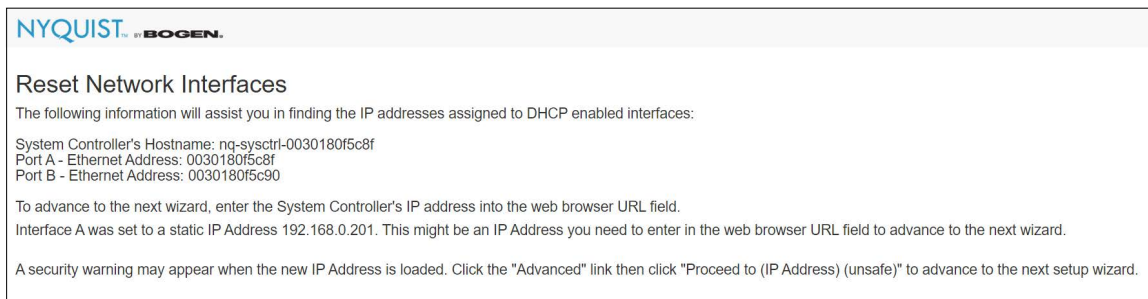 NYQUIST™ BY BOGEN®
Reset Network Interfaces
The following information will assist you in finding the IP addresses assigned to DHCP enabled interfaces:
System Controller's Hostname: nq-sysctrl-0030180f5c8f
Port A - Ethernet Address: 0030180f5c8f
Port B - Ethernet Address: 0030180f5c90
To advance to the next wizard, enter the System Controller's IP address into the web browser URL field.
Interface A was set to a static IP Address 192.168.0.201. This might be an IP Address you need to enter in the web browser URL field to advance to the next wizard.
A security warning may appear when the new IP Address is loaded. Click the "Advanced" link then click "Proceed to (IP Address) (unsafe)" to advance to the next setup wizard.